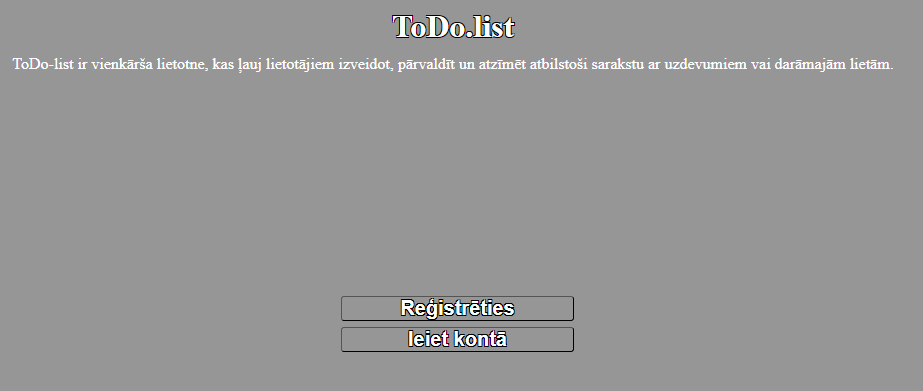 ToDo.list
ToDo-list ir vienkārša lietotne, kas ļauj lietotājiem izveidot, pārvaldīt un atzīmēt atbilstoši sarakstu ar uzdevumiem vai darāmajām lietām.
Reģistrēties
Ieiet kontā